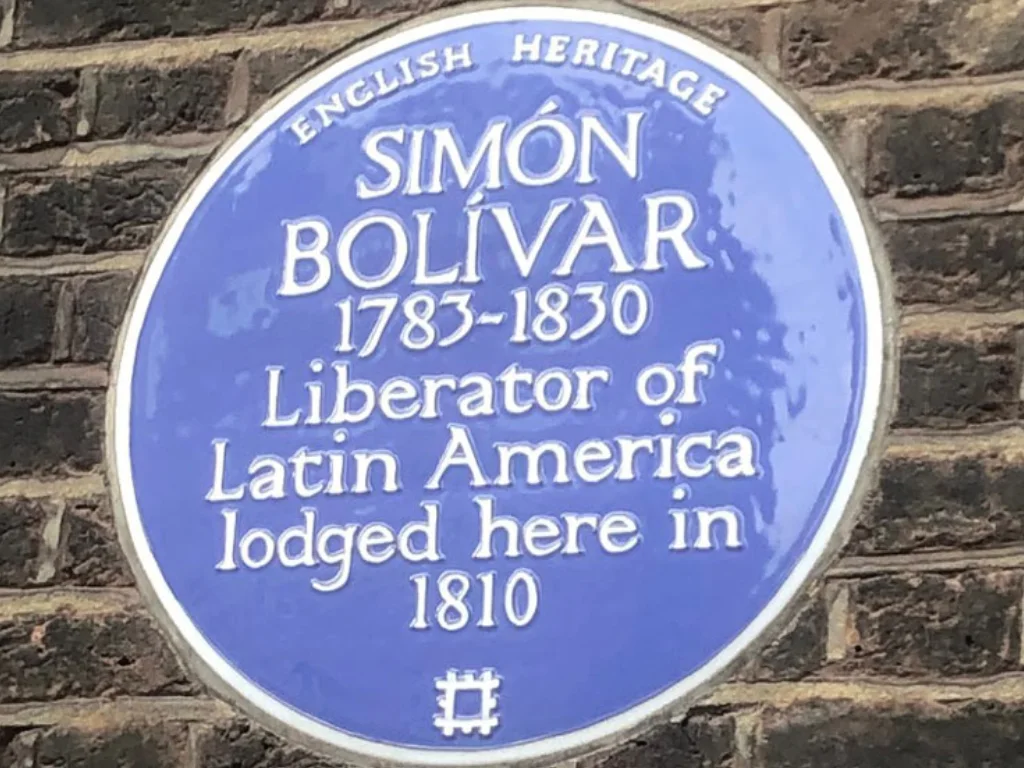 ENGLISH HERITAGE
SIMÓN
BOLÍVAR
1783-1830
Liberator of
Latin America
lodged here in
1810